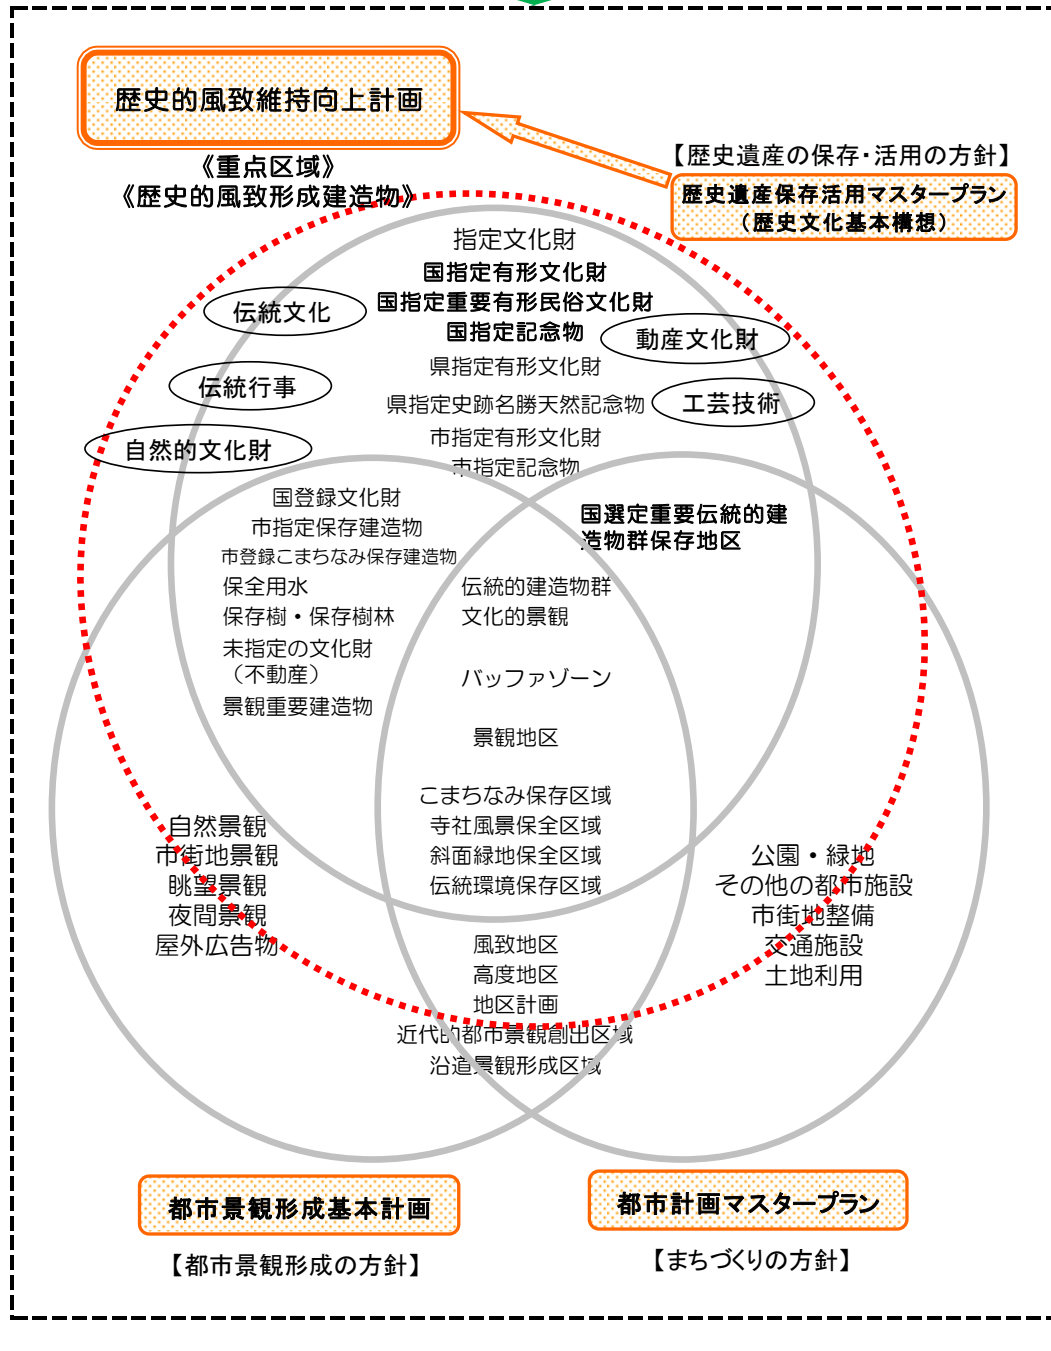 歴史的風致維持向上計画
《重点区域》
《歴史的風致形成建造物》
【歴史遺産の保存・活用の方針】
歴史遺産保存活用マスタープラン
（歴史文化基本構想）
指定文化財
国指定有形文化財
国指定重要有形民俗文化財
国指定記念物
県指定有形文化財
県指定史跡名勝天然記念物
市指定有形文化財
市指定記念物
伝統文化
伝統行事
自然的文化財
動産文化財
工芸技術
国登録文化財
市指定保存建造物
市登録こまちなみ保存建造物
保全用水
保存樹・保存樹林
未指定の文化財
（不動産）
景観重要建造物
国選定重要伝統的建
造物群保存地区
伝統的建造物群
文化的景観
バッファゾーン
景観地区
こまちなみ保存区域
寺社風景保全区域
斜面緑地保全区域
伝統環境保存区域
自然景観
市街地景観
眺望景観
夜間景観
屋外広告物
公園・緑地
その他の都市施設
市街地整備
交通施設
土地利用
風致地区
高度地区
地区計画
近代的都市景観創出区域
沿道景観形成区域
都市景観形成基本計画
【都市景観形成の方針】
都市計画マスタープラン
【まちづくりの方針】